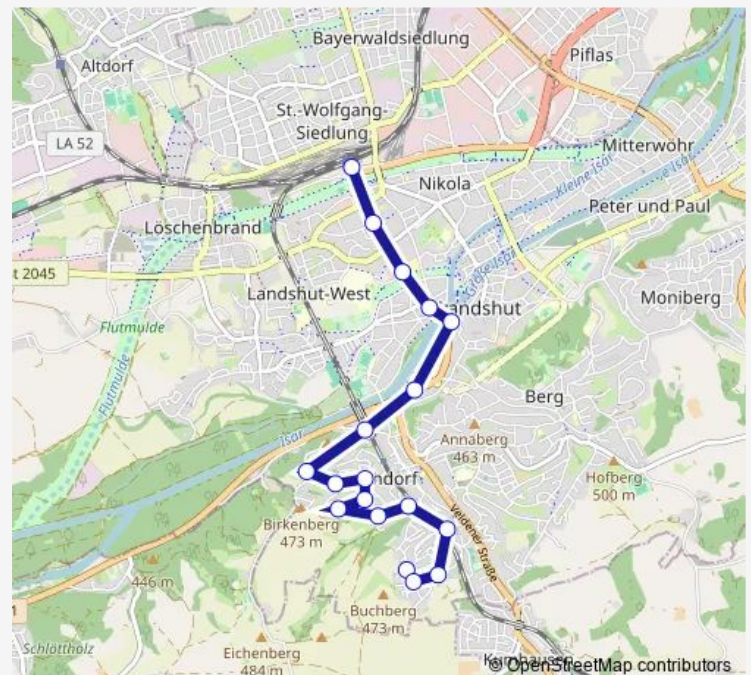 Bayerwaldsiedlung
Piflas
Altdorf
St.-Wolfgang-
Siedlung
LA 52
Mitterwöhr
Nikola
Kleine Isar
e Isar
Peter und Paul
Löschenbrand
Große Isar
t 2045
Landshut-West
andshut
Moniberg
Flutmulde
Flutmulde
Berg
Isar
Annaberg
463 m
ndorf
Hofberg
500 m
Veldener Straße
Birkenberg
473 m
446 m
1
Buchberg
473 m
Schlöttholz
Eichenberg
484 m
© OpenStreetMap contributors